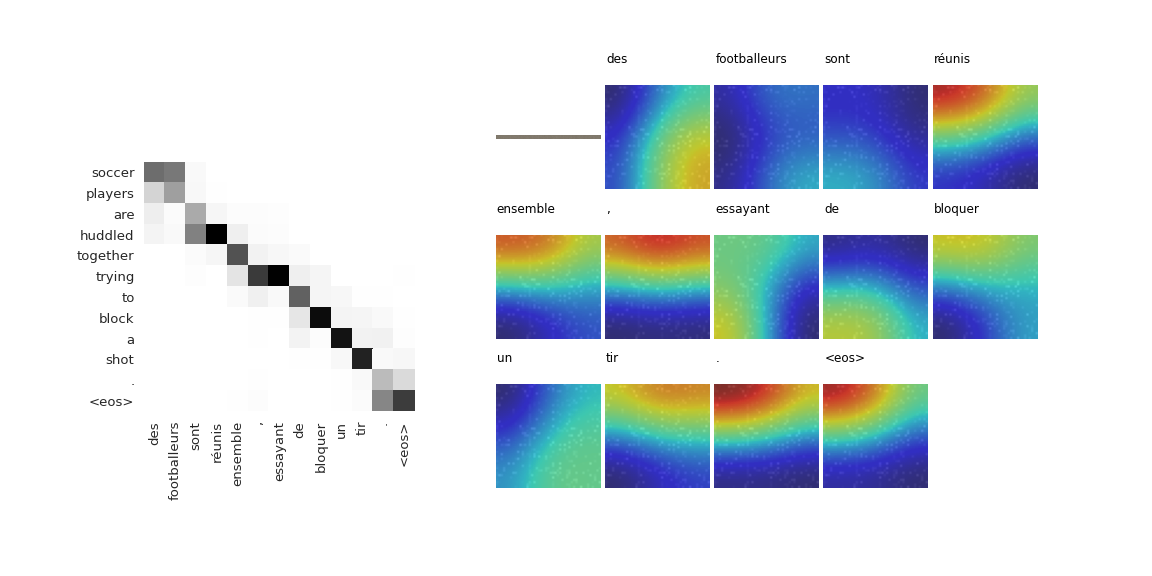 soccer
players
are
huddled
together
trying
to
block
a
shot
.
<eos>
des
footballeurs
sont
réunis
ensemble
,
essayant
de
bloquer
un
tir
.
<eos>
des footballeurs sont réunis
ensemble , essayant de bloquer
un tir . <eos>